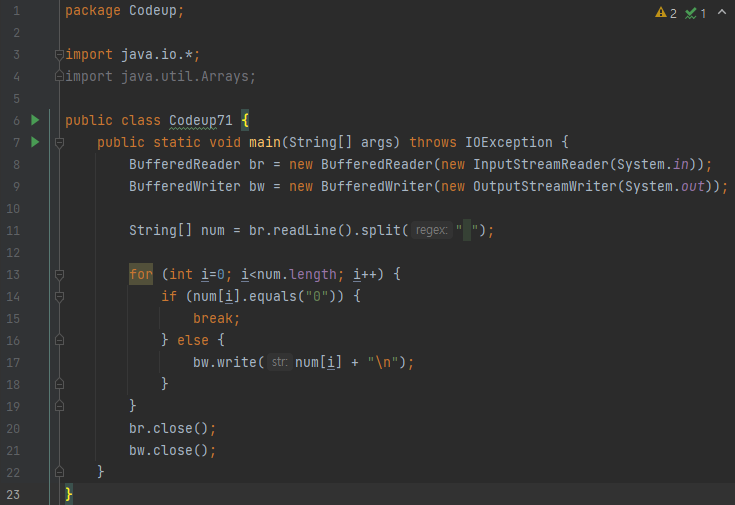 1 package Codeup;
2
3 import java.io.*;
4 import java.util.Arrays;
5
6 public class Codeup71 {
7 public static void main(String[] args) throws IOException {
8 BufferedReader br = new BufferedReader(new InputStreamReader(System.in));
9 BufferedWriter bw = new BufferedWriter(new OutputStreamWriter(System.out));
10
11 String[] num = br.readLine().split( regex: " ");
12
13 for (int i=0; i<num.length; i++) {
14 if (num[i].equals("0")) {
15 break;
16 } else {
17 bw.write( str: num[i] + "\n");
18 }
19 }
20 br.close();
21 bw.close();
22 }
23 }
2 1